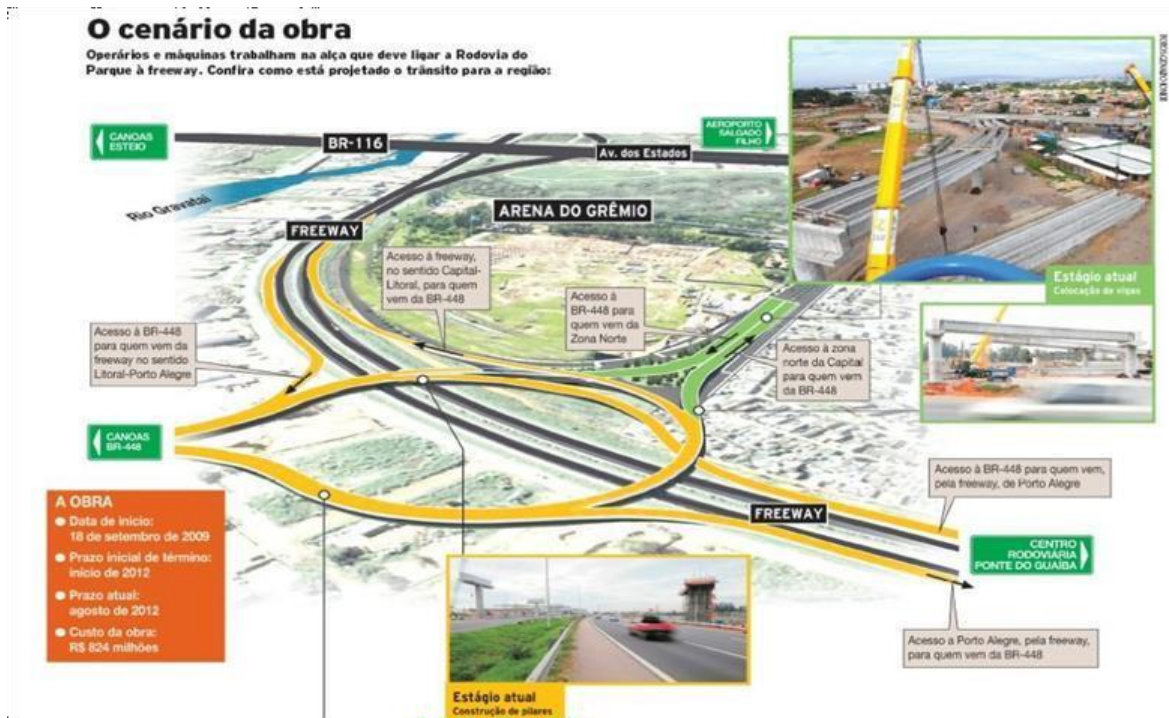 O cenário da obra
Operários e máquinas trabalham na alça que deve ligar a Rodovia do
Parque à freeway. Confira como está projetado o trânsito para a região:
CANOAS
ESTEIO
BR-116
AEROPORTO
SALGADO
FILHO
Av. dos Estados
Rio Gravataí
FREEWAY
ARENA DO GRÊMIO
Acesso à freeway,
no sentido Capital-
Litoral, para quem
vem da BR-448
Acesso à
BR-448 para
quem vem da
Zona Norte
Estágio atual
Colocação de vigas
Acesso à BR-448
para quem vem da
freeway no sentido
Litoral-Porto Alegre
Acesso à zona
norte da Capital
para quem vem
da BR-448
CANOAS
BR-448
Acesso à BR-448 para quem vem,
pela freeway, de Porto Alegre
A OBRA
Data de início:
18 de setembro de 2009
Prazo inicial de término:
início de 2012
Prazo atual:
agosto de 2012
Custo da obra:
R$ 824 milhões
FREEWAY
CENTRO
RODOVIÁRIA
PONTE DO GUAÍBA
Acesso a Porto Alegre, pela freeway,
para quem vem da BR-448
Estágio atual
Construção de pilares